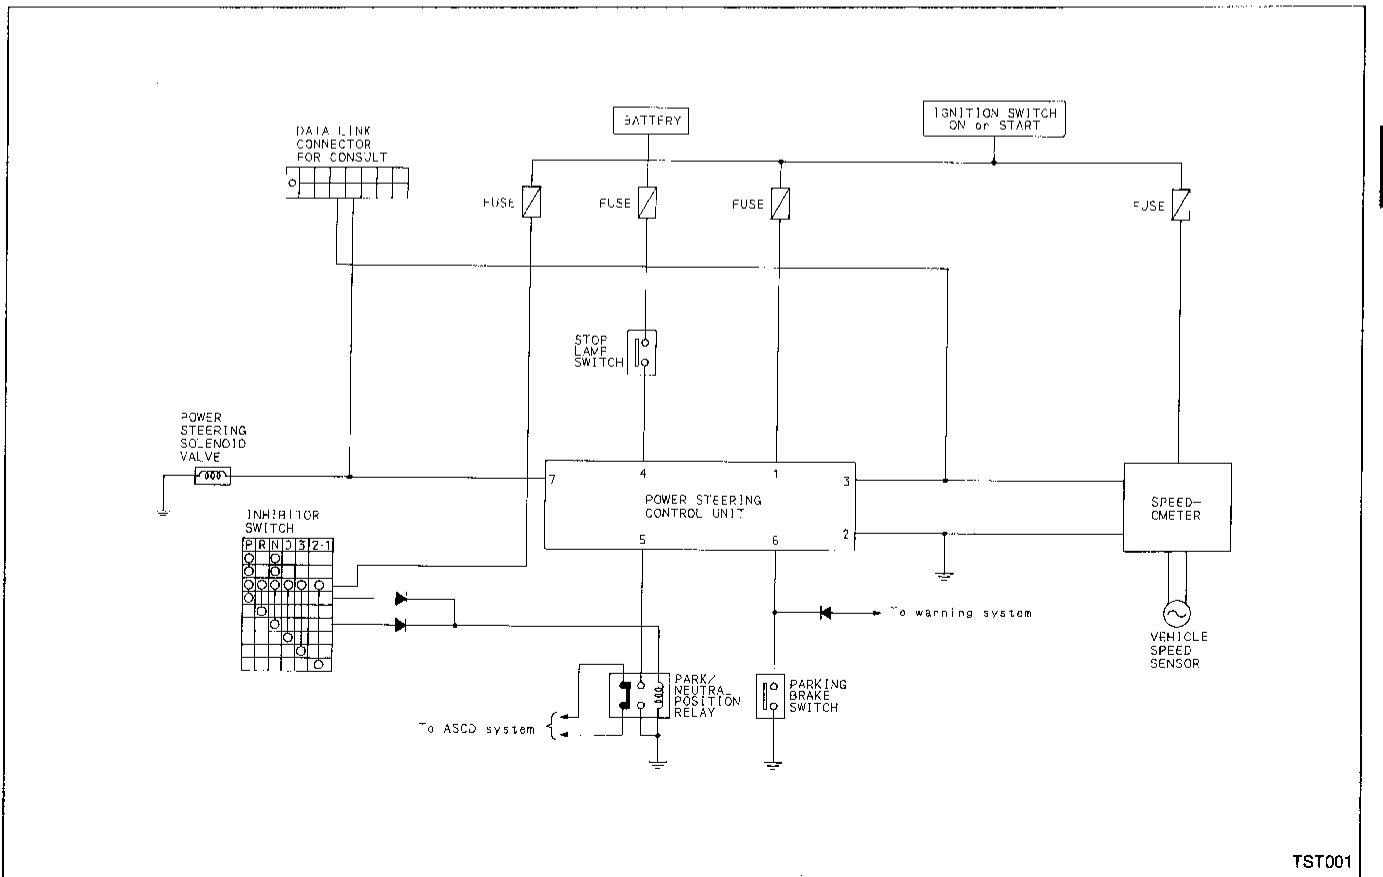 BATTERY
IGNITION SWITCH
ON or START
DATA LINK
CONNECTOR
FOR CONSULT
FUSE
FUSE
FUSE
FUSE
STOP
LAMP
SWITCH
POWER
STEERING
SOLENOID
VALVE
7
4
1
3
POWER STEERING
CONTROL UNIT
2
5
6
SPEED-
OMETER
INHIBITOR
SWITCH
P R N D 3 2-1
To warning system
VEHICLE
SPEED
SENSOR
PARK/
NEUTRAL
POSITION
RELAY
PARKING
BRAKE
SWITCH
To ASCD system
TST001